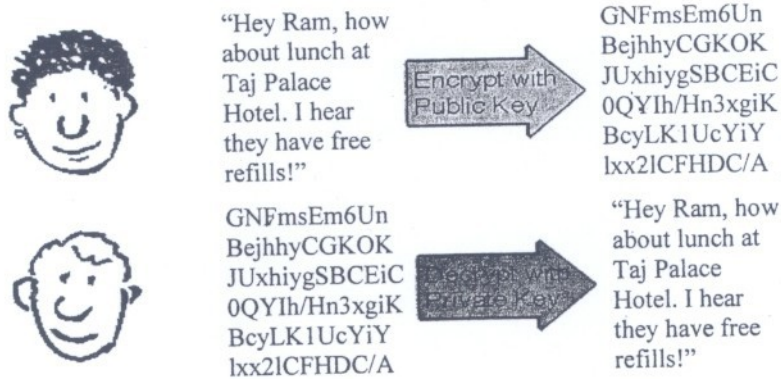 “Hey Ram, how
about lunch at
Taj Palace
Hotel. I hear
they have free
refills!”
Encrypt with
Public Key
GNFmsEm6Un
BejhhyCGKOK
JUxhiygSBCEiC
0QYIh/Hn3xgiK
BcyLK1UcYiY
lxx2lCFHDC/A
GNFmsEm6Un
BejhhyCGKOK
JUxhiygSBCEiC
0QYIh/Hn3xgiK
BcyLK1UcYiY
lxx2lCFHDC/A
Decrypt with
Private Key
“Hey Ram, how
about lunch at
Taj Palace
Hotel. I hear
they have free
refills!”